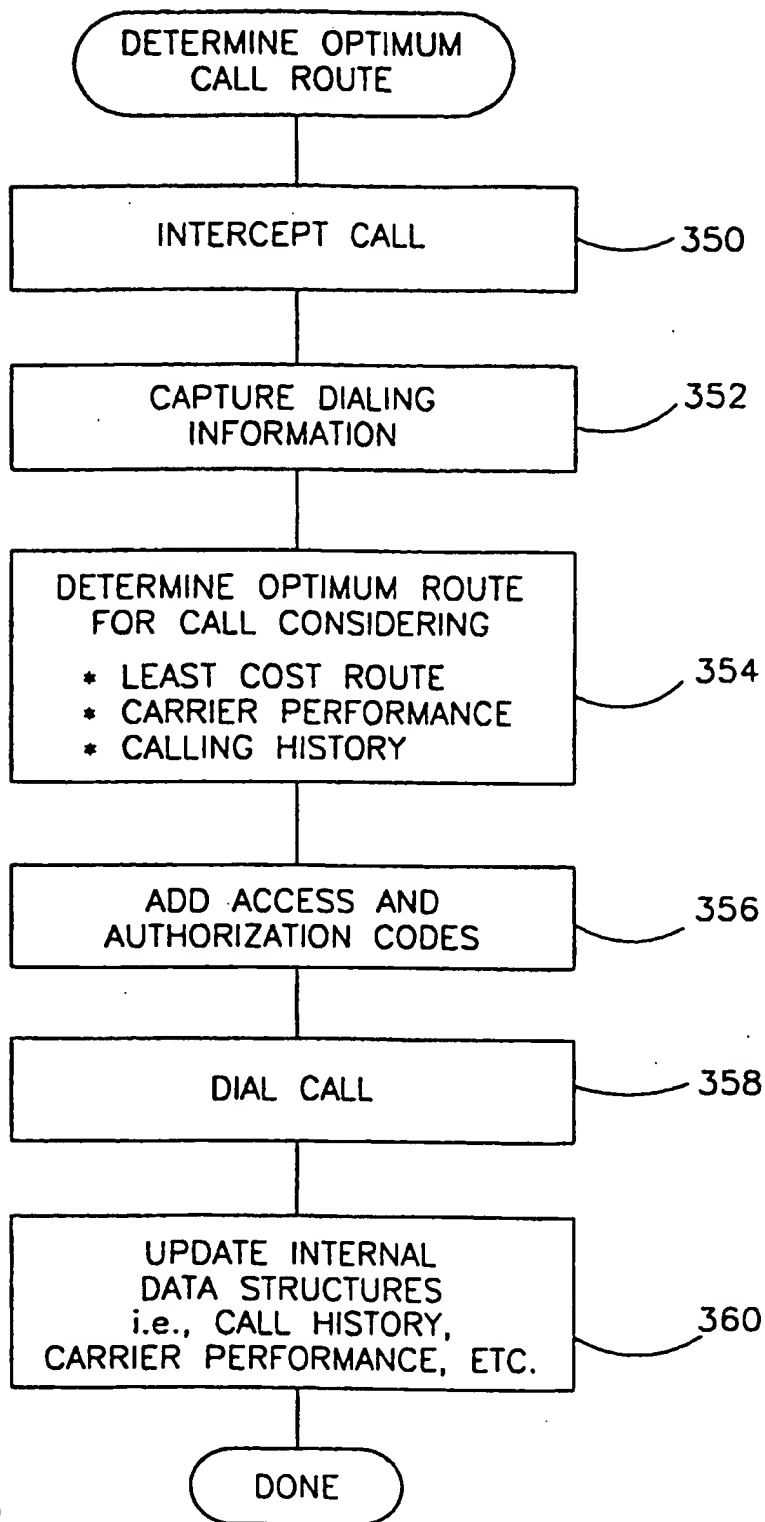 DETERMINE OPTIMUM
CALL ROUTE
INTERCEPT CALL
350
CAPTURE DIALING
INFORMATION
352
DETERMINE OPTIMUM ROUTE
FOR CALL CONSIDERING
* LEAST COST ROUTE
* CARRIER PERFORMANCE
* CALLING HISTORY
354
ADD ACCESS AND
AUTHORIZATION CODES
356
DIAL CALL
358
UPDATE INTERNAL
DATA STRUCTURES
i.e., CALL HISTORY,
CARRIER PERFORMANCE, ETC.
360
DONE